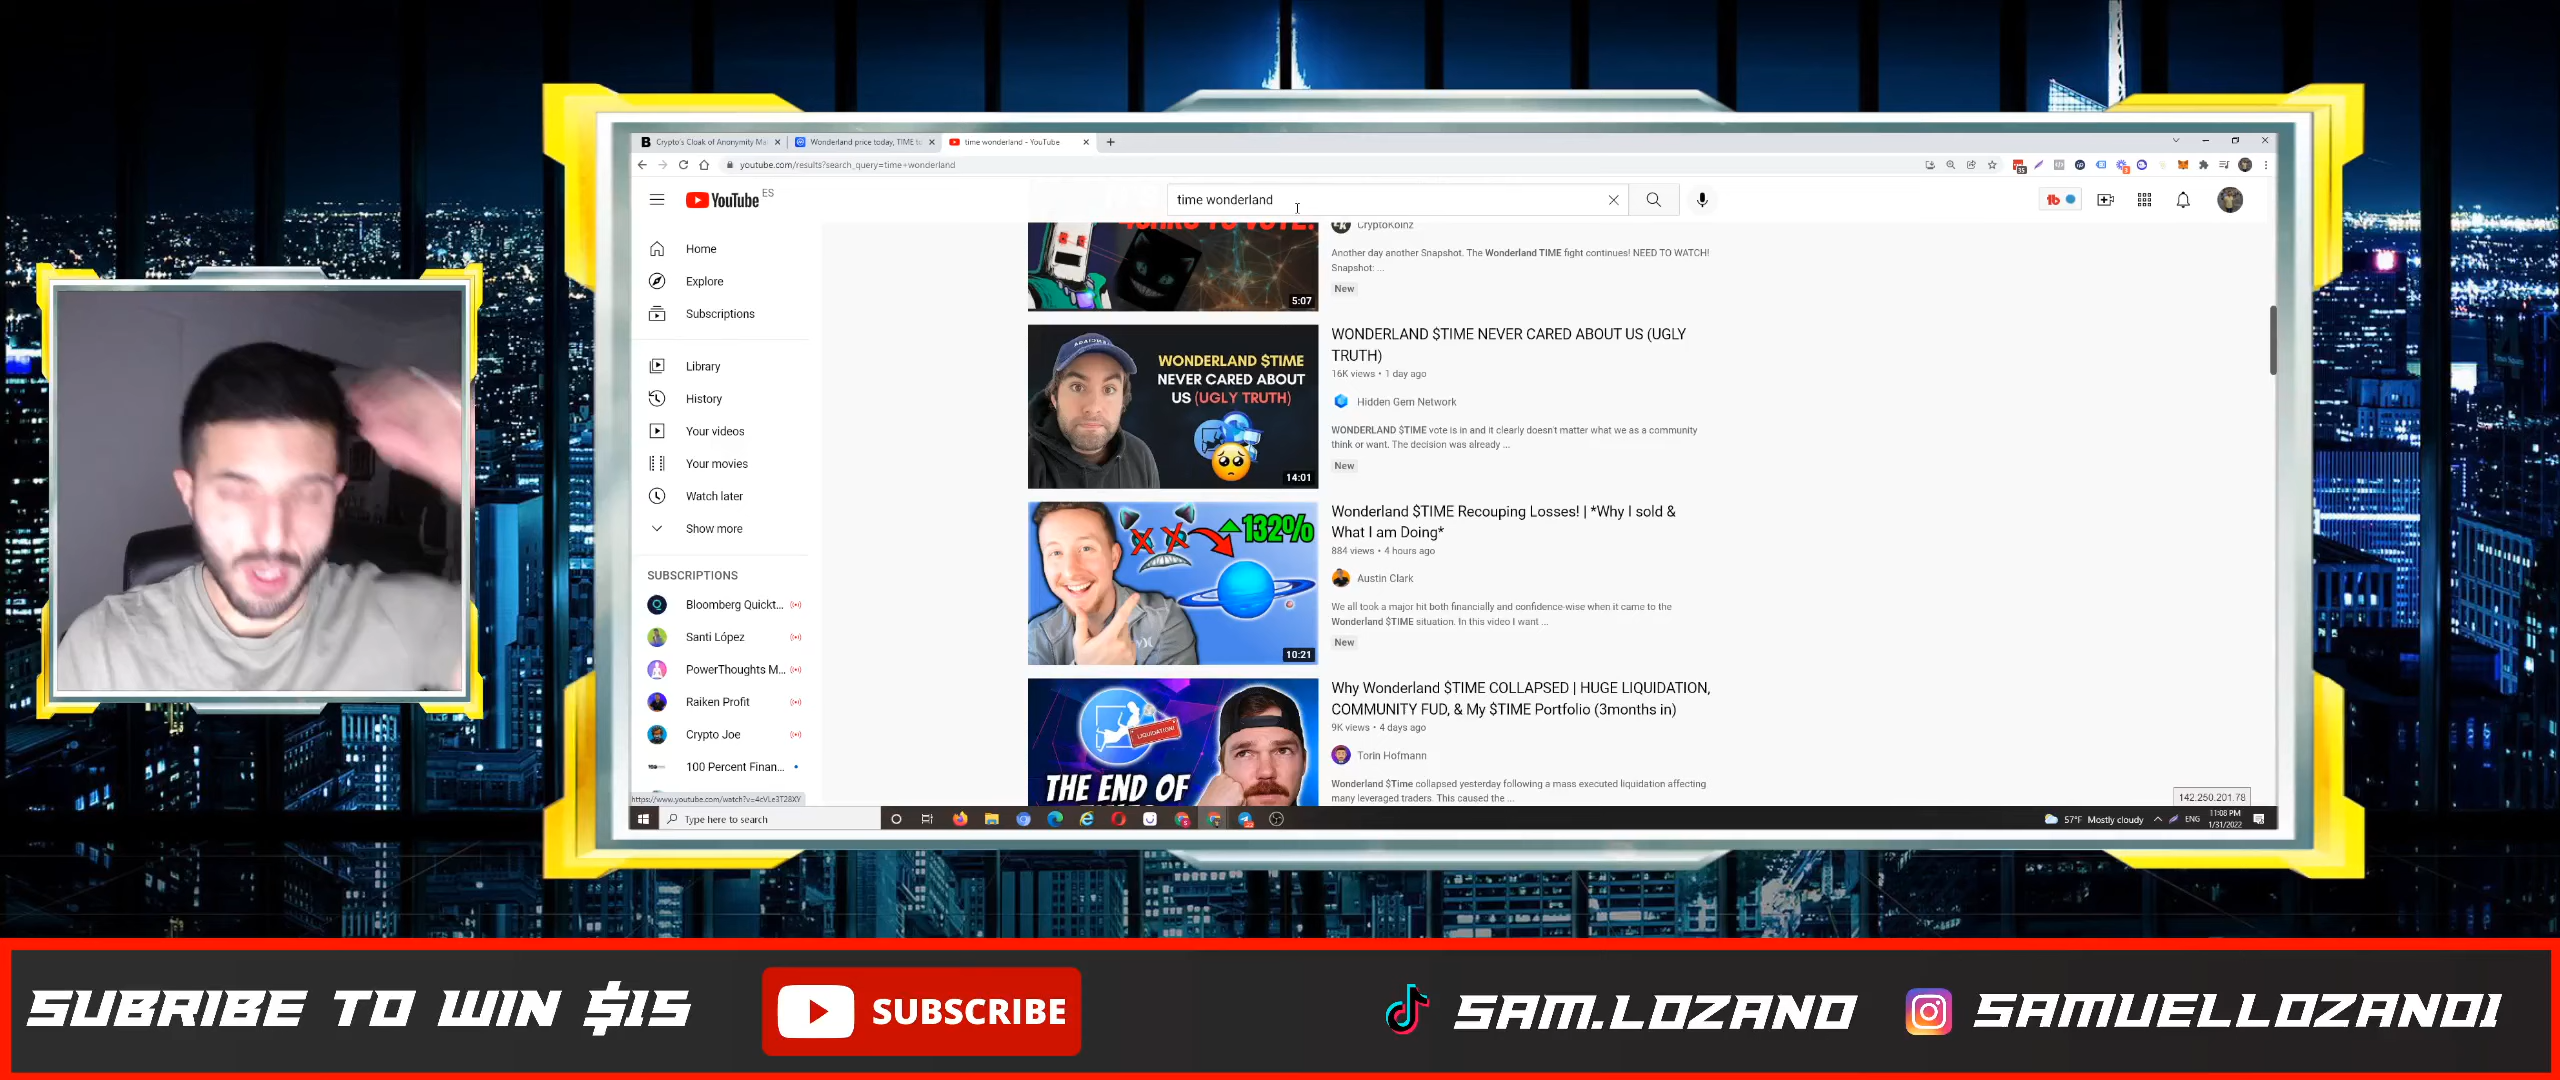 Crypto's Cloak of Anonymity Ma
Wonderland price today, TIME to
time wonderland - YouTube
youtube.com/results?search_query=time+wonderland
YouTube ES
time wonderland
Home
Explore
Subscriptions
Library
History
Your videos
Your movies
Watch later
Show more
SUBSCRIPTIONS
Bloomberg Quickt...
Santi López
PowerThoughts M...
Raiken Profit
Crypto Joe
100 Percent Finan...
https://www.youtube.com/watch?v=4cVLe3T28XY
5:07
CryptoKoinz
Another day another Snapshot. The Wonderland TIME fight continues! NEED TO WATCH!
Snapshot: ...
New
WONDERLAND $TIME
NEVER CARED ABOUT
US (UGLY TRUTH)
14:01
WONDERLAND $TIME NEVER CARED ABOUT US (UGLY
TRUTH)
16K views • 1 day ago
Hidden Gem Network
WONDERLAND $TIME vote is in and it clearly doesn't matter what we as a community
think or want. The decision was already ...
New
132%
10:21
Wonderland $TIME Recouping Losses! | *Why I sold &
What I am Doing*
884 views • 4 hours ago
Austin Clark
We all took a major hit both financially and confidence-wise when it came to the
Wonderland $TIME situation. In this video I want ...
New
LIQUIDATION!
THE END OF
Why Wonderland $TIME COLLAPSED | HUGE LIQUIDATION,
COMMUNITY FUD, & My $TIME Portfolio (3months in)
9K views • 4 days ago
Torin Hofmann
Wonderland $Time collapsed yesterday following a mass executed liquidation affecting
many leveraged traders. This caused the ...
142.250.201.78
Type here to search
57°F Mostly cloudy
ENG
11:08 PM
1/31/2022
SUBRIBE TO WIN $15
SUBSCRIBE
SAM.LOZANO
SAMUELLOZANO1